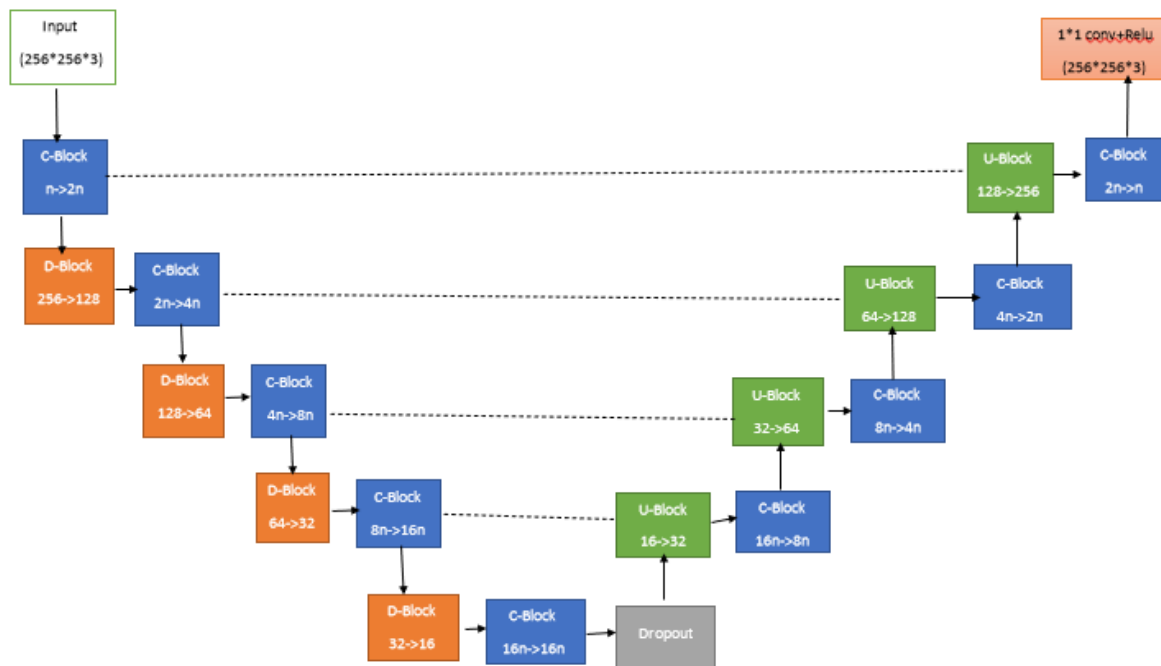 Input
(256*256*3)
1*1 conv+Relu
(256*256*3)
C-Block
n->2n
U-Block
128->256
C-Block
2n->n
D-Block
256->128
C-Block
2n->4n
U-Block
64->128
C-Block
4n->2n
D-Block
128->64
C-Block
4n->8n
U-Block
32->64
C-Block
8n->4n
D-Block
64->32
C-Block
8n->16n
U-Block
16->32
C-Block
16n->8n
D-Block
32->16
C-Block
16n->16n
Dropout